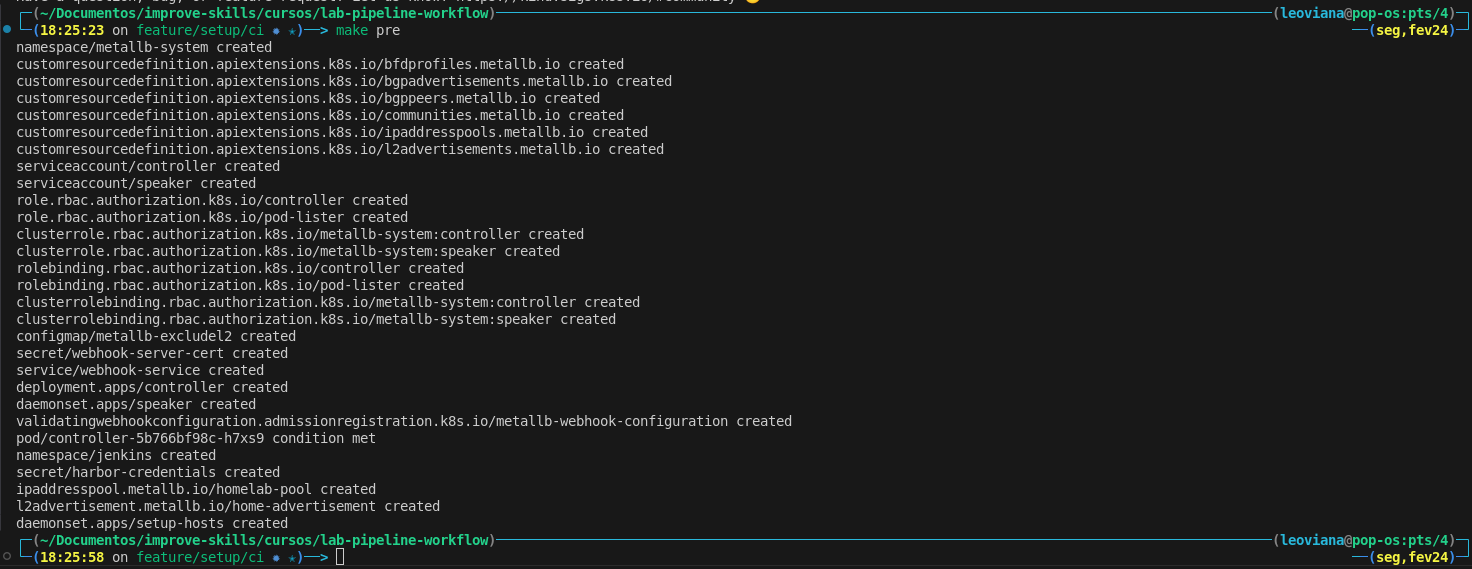 (~/Documentos/improve-skills/cursos/lab-pipeline-workflow) (leoviana@pop-os:pts/4)
(18:25:23 on feature/setup/ci ✹ ✭)──> make pre (seg,fev24)
namespace/metallb-system created
customresourcedefinition.apiextensions.k8s.io/bfdprofiles.metallb.io created
customresourcedefinition.apiextensions.k8s.io/bgpadvertisements.metallb.io created
customresourcedefinition.apiextensions.k8s.io/bgppeers.metallb.io created
customresourcedefinition.apiextensions.k8s.io/communities.metallb.io created
customresourcedefinition.apiextensions.k8s.io/ipaddresspools.metallb.io created
customresourcedefinition.apiextensions.k8s.io/l2advertisements.metallb.io created
serviceaccount/controller created
serviceaccount/speaker created
role.rbac.authorization.k8s.io/controller created
role.rbac.authorization.k8s.io/pod-lister created
clusterrole.rbac.authorization.k8s.io/metallb-system:controller created
clusterrole.rbac.authorization.k8s.io/metallb-system:speaker created
rolebinding.rbac.authorization.k8s.io/controller created
rolebinding.rbac.authorization.k8s.io/pod-lister created
clusterrolebinding.rbac.authorization.k8s.io/metallb-system:controller created
clusterrolebinding.rbac.authorization.k8s.io/metallb-system:speaker created
configmap/metallb-excludel2 created
secret/webhook-server-cert created
service/webhook-service created
deployment.apps/controller created
daemonset.apps/speaker created
validatingwebhookconfiguration.admissionregistration.k8s.io/metallb-webhook-configuration created
pod/controller-5b766bf98c-h7xs9 condition met
namespace/jenkins created
secret/harbor-credentials created
ipaddresspool.metallb.io/homelab-pool created
l2advertisement.metallb.io/home-advertisement created
daemonset.apps/setup-hosts created
(~/Documentos/improve-skills/cursos/lab-pipeline-workflow) (leoviana@pop-os:pts/4)
(18:25:58 on feature/setup/ci ✹ ✭)──> (seg,fev24)